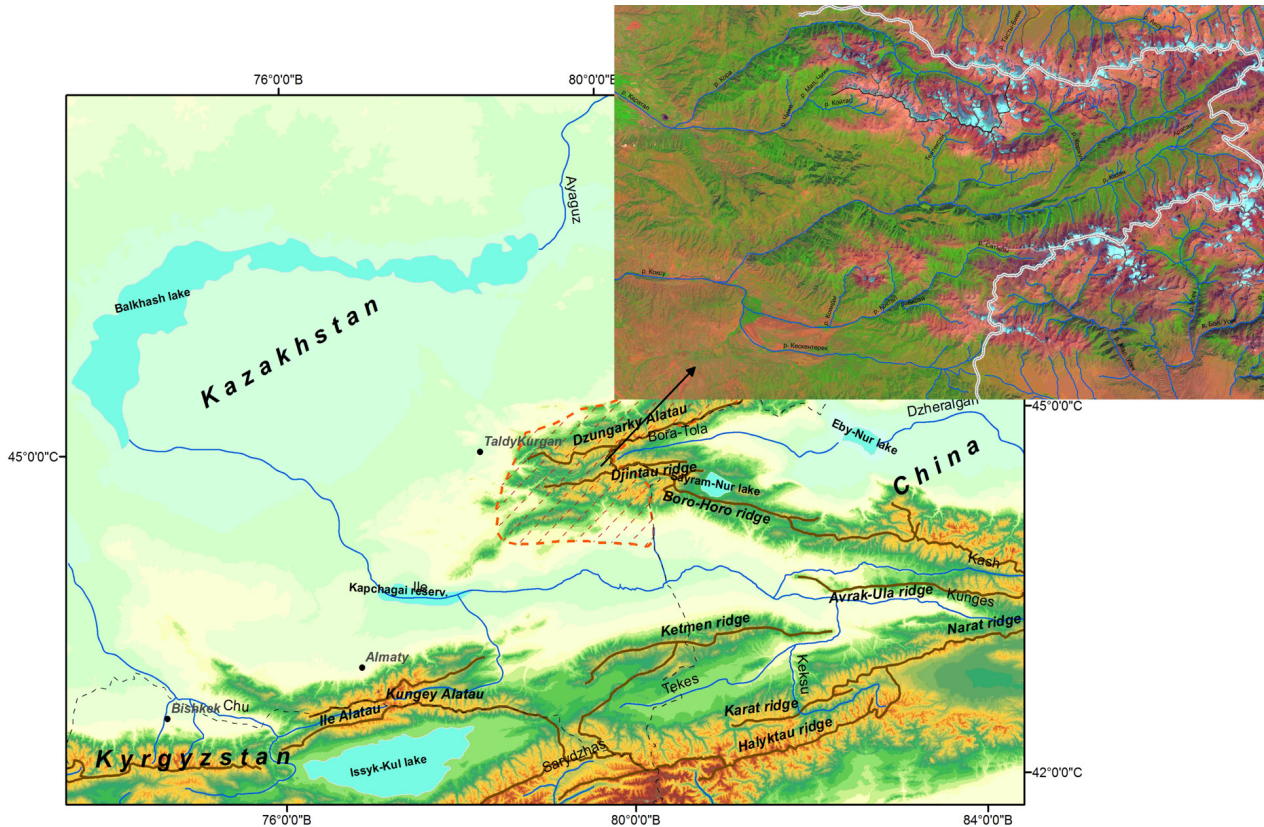 76°0'0"В
80°0'0"В
р. Тастыбиен
р. Каратал
р. Кора
р. Чижа
р. Коктал
р. Коксу
р. Кескентерек
Ayaguz
Balkhash lake
Kazakhstan
45°0'0"С
45°0'0"С
Dzheralgan
Eby-Nur lake
China
TaldyKurgan
Dzungarky Alatau
Bora-Tola
Djintau ridge
Sayram-Nur lake
Boro-Horo ridge
Kash
Kapchagai reserv.
Ile
Avrak-Ula ridge
Kunges
Ketmen ridge
Narat ridge
Almaty
Tekes
Keksu
Kungey Alatau
Bishkek
Chu
Ile Alatau
Karat ridge
Halyktau ridge
Kyrgyzstan
Issyk-Kul lake
Sarydzhas
42°0'0"С
76°0'0"В
80°0'0"В
84°0'0"В